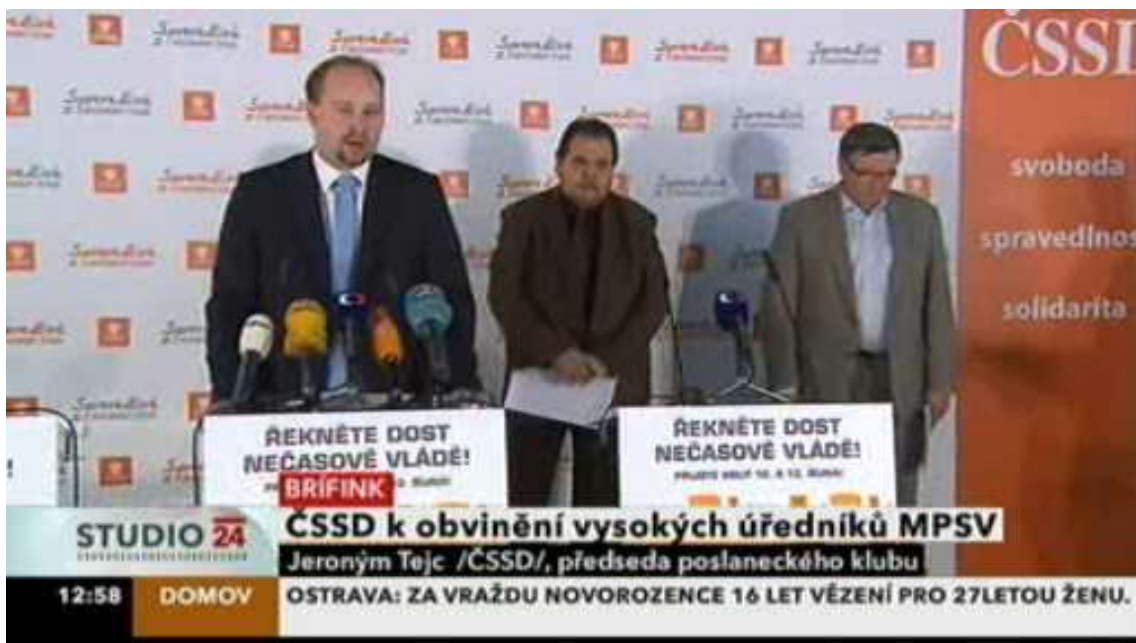 ČSSD
svoboda
spravedlnos
solidarita
ŘEKNĚTE DOST
NEČASOVĚ VLÁDĚ!
ŘEKNĚTE DOST
NEČASOVĚ VLÁDĚ!
BRÍFINK
STUDIO 24
ČSSD k obvinění vysokých úředníků MPSV
Jeroným Tejc /ČSSD/, předseda poslaneckého klubu
12:58
DOMOV
OSTRAVA: ZA VRAŽDU NOVOROZENCE 16 LET VĚZENÍ PRO 27LETOU ŽENU.